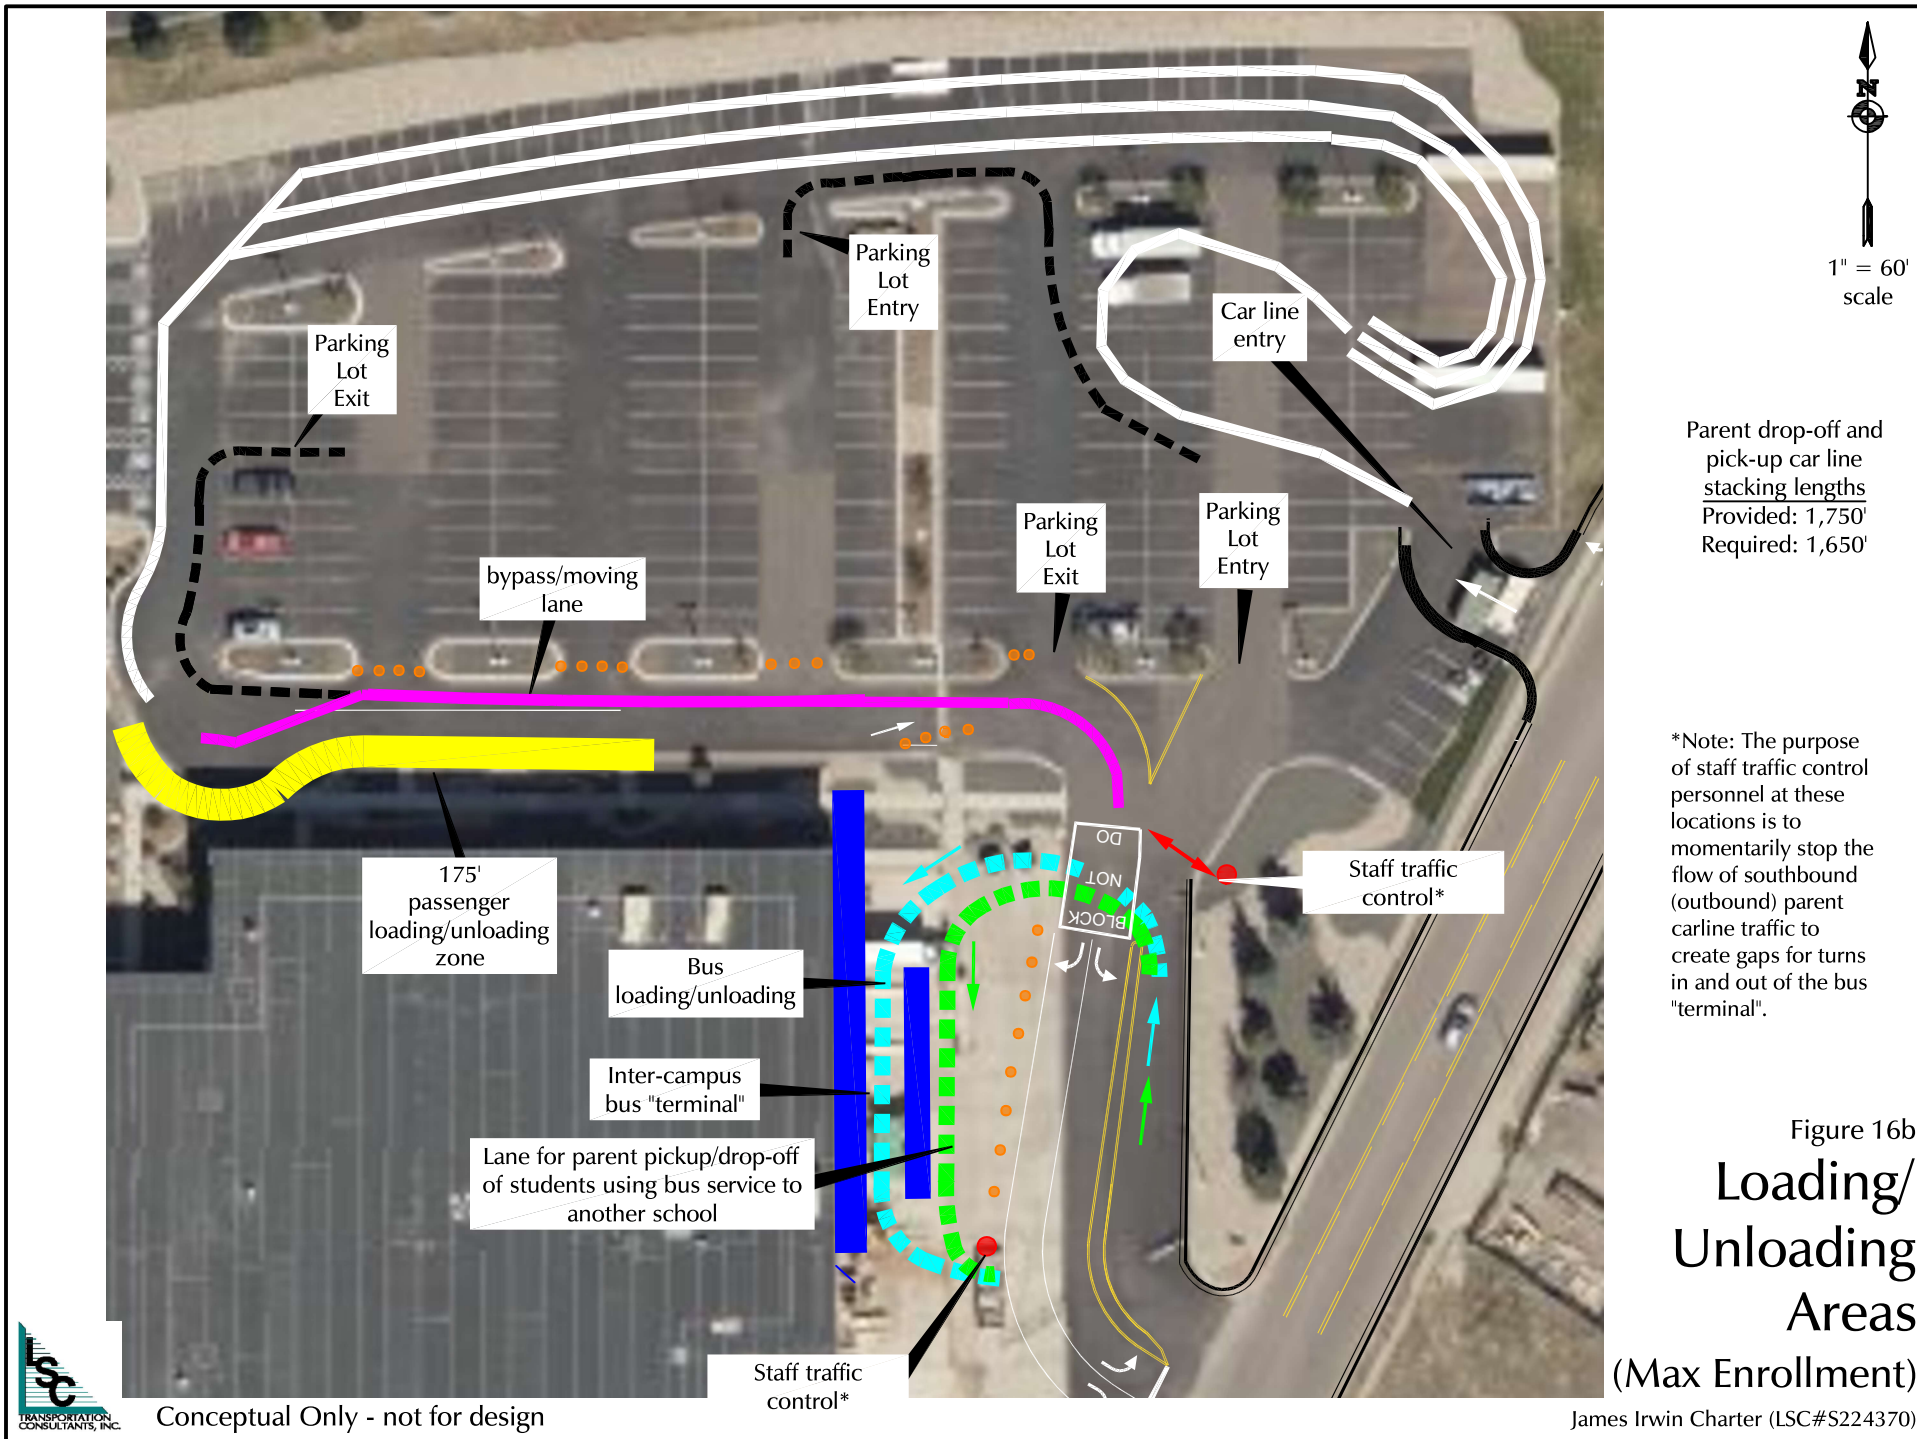 N
1" = 60'
scale
Parking
Lot
Entry
Car line
entry
Parking
Lot
Exit
Parent drop-off and
pick-up car line
stacking lengths
Provided: 1,750'
Required: 1,650'
Parking
Lot
Exit
Parking
Lot
Entry
bypass/moving
lane
*Note: The purpose
of staff traffic control
personnel at these
locations is to
momentarily stop the
flow of southbound
(outbound) parent
carline traffic to
create gaps for turns
in and out of the bus
"terminal".
DO
NOT
BLOCK
Staff traffic
control*
175'
passenger
loading/unloading
zone
Bus
loading/unloading
Inter-campus
bus "terminal"
Lane for parent pickup/drop-off
of students using bus service to
another school
Staff traffic
control*
Figure 16b
Loading/
Unloading
Areas
(Max Enrollment)
James Irwin Charter (LSC#S224370)
LSC
TRANSPORTATION
CONSULTANTS, INC.
Conceptual Only - not for design